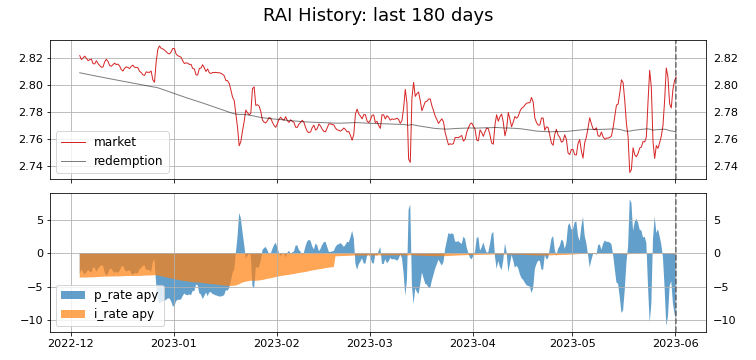 RAI History: last 180 days
2.82 2.82
2.80 2.80
2.78 2.78
2.76 2.76
2.74 2.74
market
redemption
5 5
0 0
−5 −5
−10 −10
p_rate apy
i_rate apy
2022-12 2023-01 2023-02 2023-03 2023-04 2023-05 2023-06